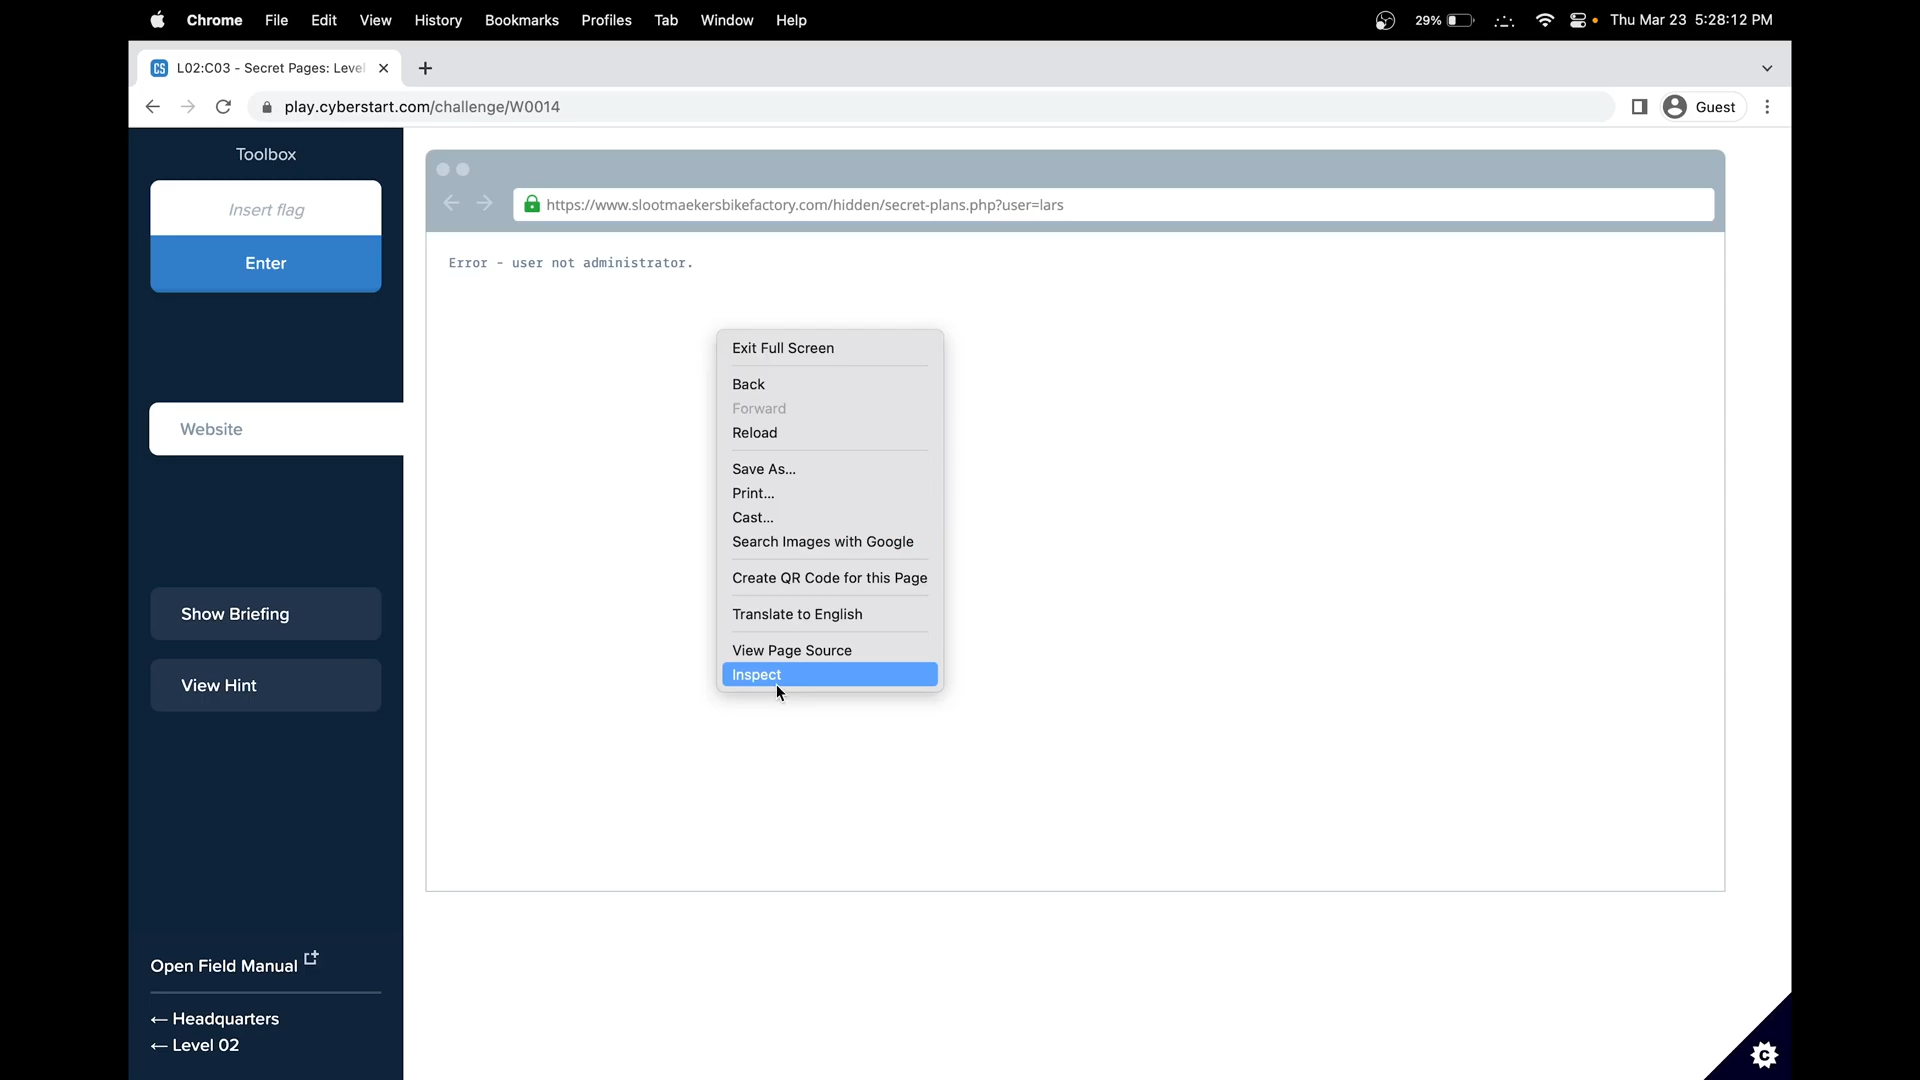 Chrome File Edit View History Bookmarks Profiles Tab Window Help 29% Thu Mar 23 5:28:12 PM
CS L02:C03 - Secret Pages: Level
play.cyberstart.com/challenge/W0014 Guest
Toolbox
Insert flag
Enter
Website
Show Briefing
View Hint
Open Field Manual
← Headquarters
← Level 02
https://www.slootmaekersbikefactory.com/hidden/secret-plans.php?user=lars
Error - user not administrator.
Exit Full Screen
Back
Forward
Reload
Save As...
Print...
Cast...
Search Images with Google
Create QR Code for this Page
Translate to English
View Page Source
Inspect
C